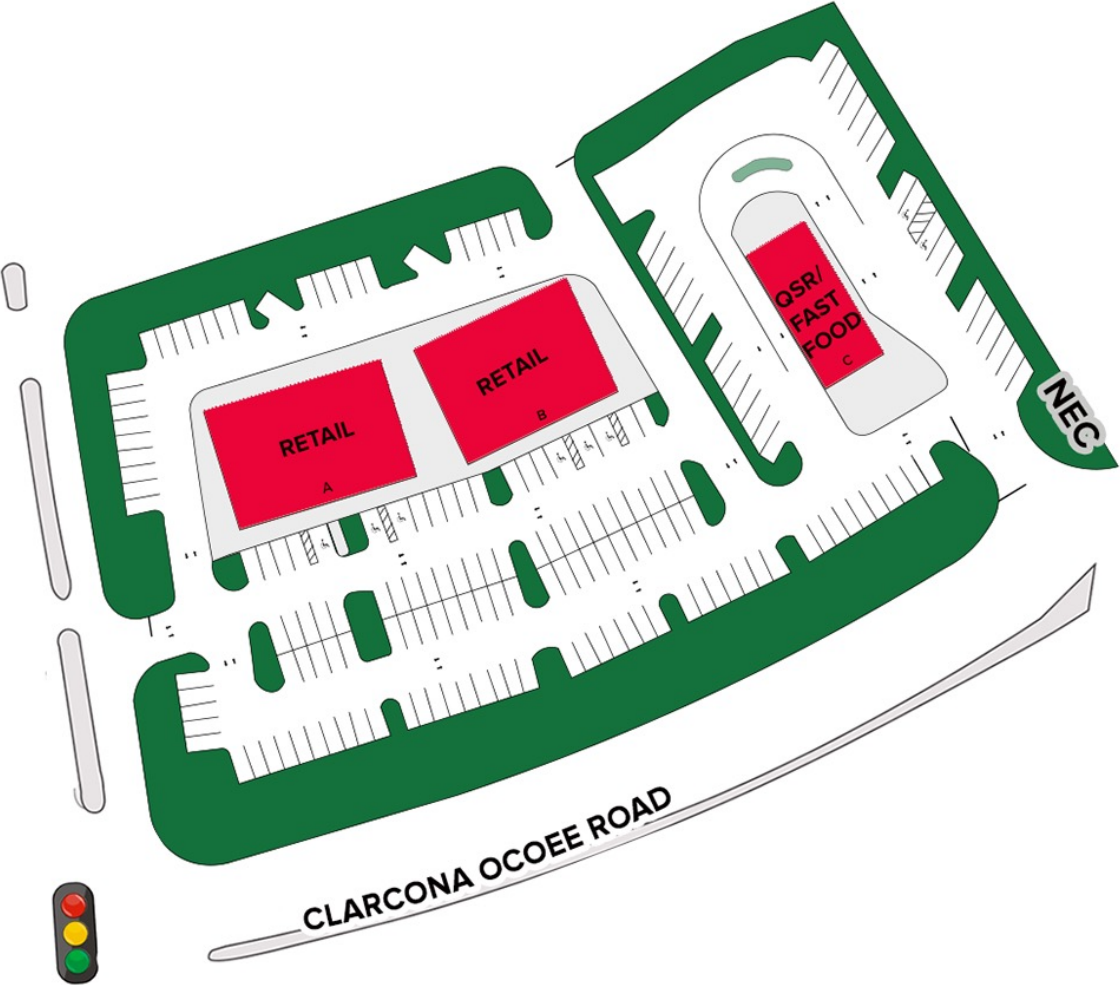 QSR/
FAST
FOOD
C
RETAIL
B
RETAIL
A
NEC
CLARCONA OCOEE ROAD